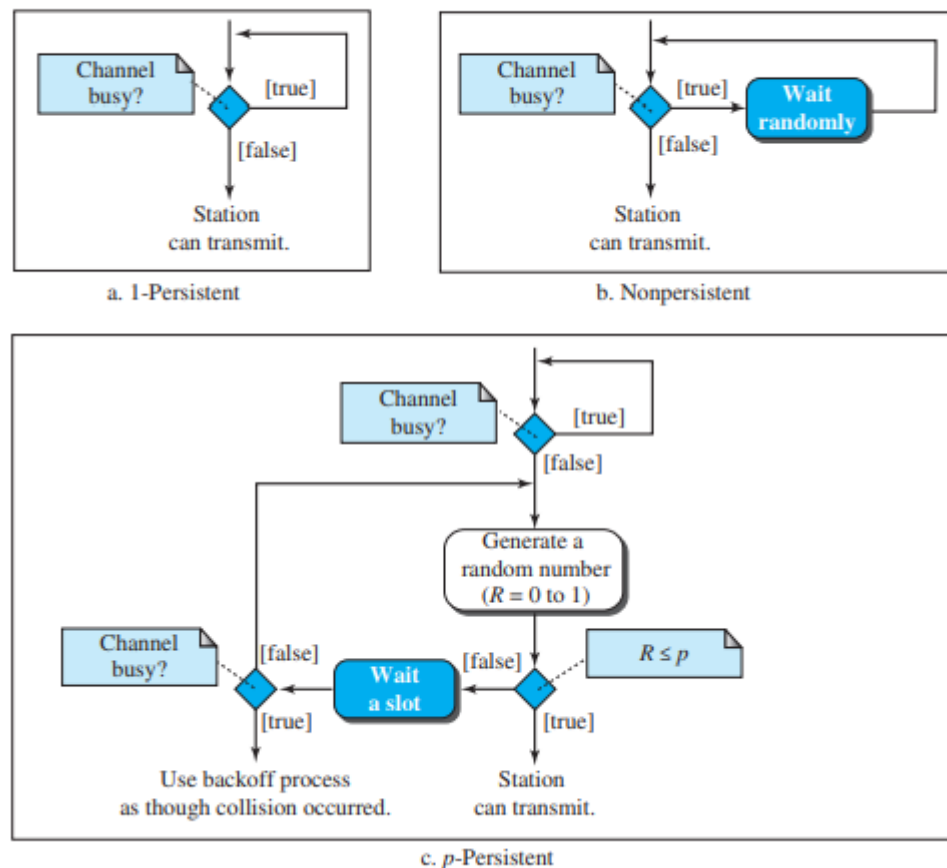 Channel
busy?
[true]
[false]
Station
can transmit.
a. 1-Persistent
Channel
busy?
[true]
Wait
randomly
[false]
Station
can transmit.
b. Nonpersistent
Channel
busy?
[true]
[false]
Generate a
random number
(R = 0 to 1)
R ≤ p
[false]
Wait
a slot
Channel
busy?
[false]
[true]
[true]
Use backoff process
as though collision occurred.
Station
can transmit.
c. p-Persistent